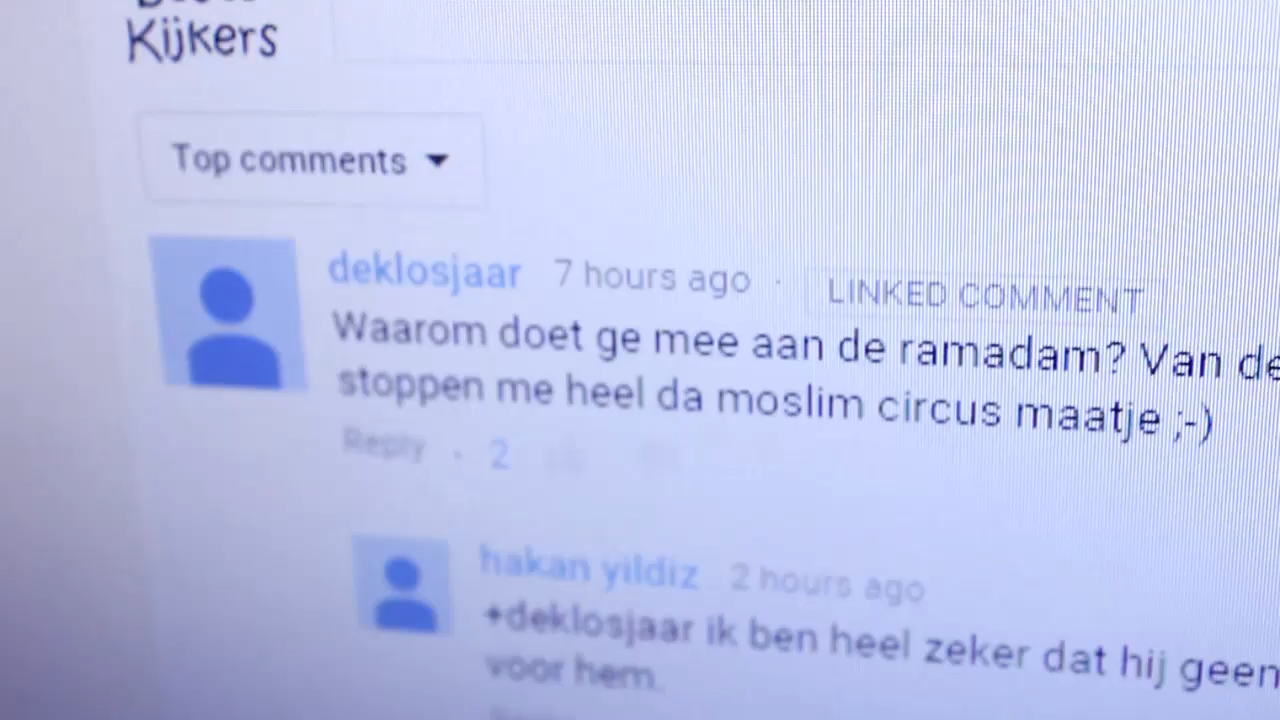 Kijkers
Top comments
deklosjaar 7 hours ago · LINKED COMMENT
Waarom doet ge mee aan de ramadam? Van de
stoppen me heel da moslim circus maatje ;-)
Reply · 2
hakan yildiz 2 hours ago
+deklosjaar ik ben heel zeker dat hij geen
voor hem.